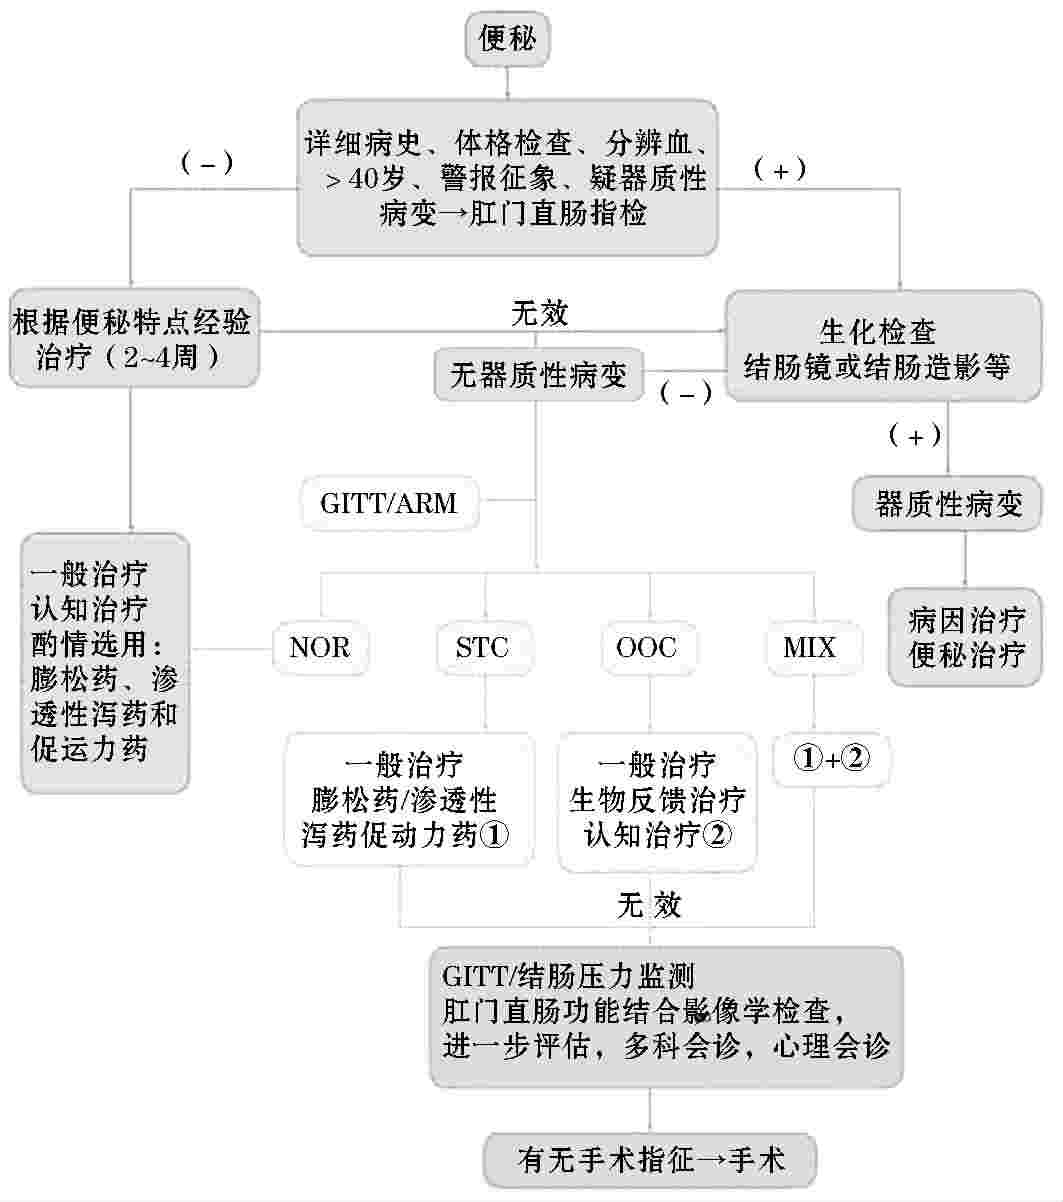 便秘
详细病史、体格检查、分辨血、
>40岁、警报征象、疑器质性
病变→肛门直肠指检
（-）
（+）
根据便秘特点经验
治疗（2~4周）
无效
生化检查
结肠镜或结肠造影等
无器质性病变
（-）
（+）
GITT/ARM
器质性病变
一般治疗
认知治疗
酌情选用：
膨松药、渗
透性泻药和
促运力药
NOR
STC
OOC
MIX
病因治疗
便秘治疗
一般治疗
膨松药/渗透性
泻药促动力药①
一般治疗
生物反馈治疗
认知治疗②
①+②
无效
GITT/结肠压力监测
肛门直肠功能结合影像学检查，
进一步评估，多科会诊，心理会诊
有无手术指征→手术